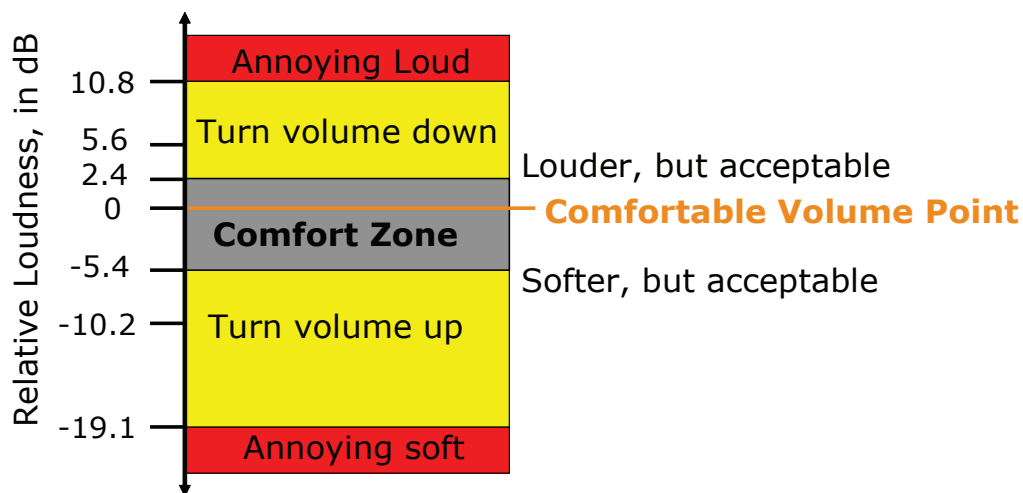 Relative Loudness, in dB
Annoying Loud
10.8
Turn volume down
5.6
Louder, but acceptable
2.4
0
Comfortable Volume Point
Comfort Zone
-5.4
Softer, but acceptable
-10.2
Turn volume up
-19.1
Annoying soft